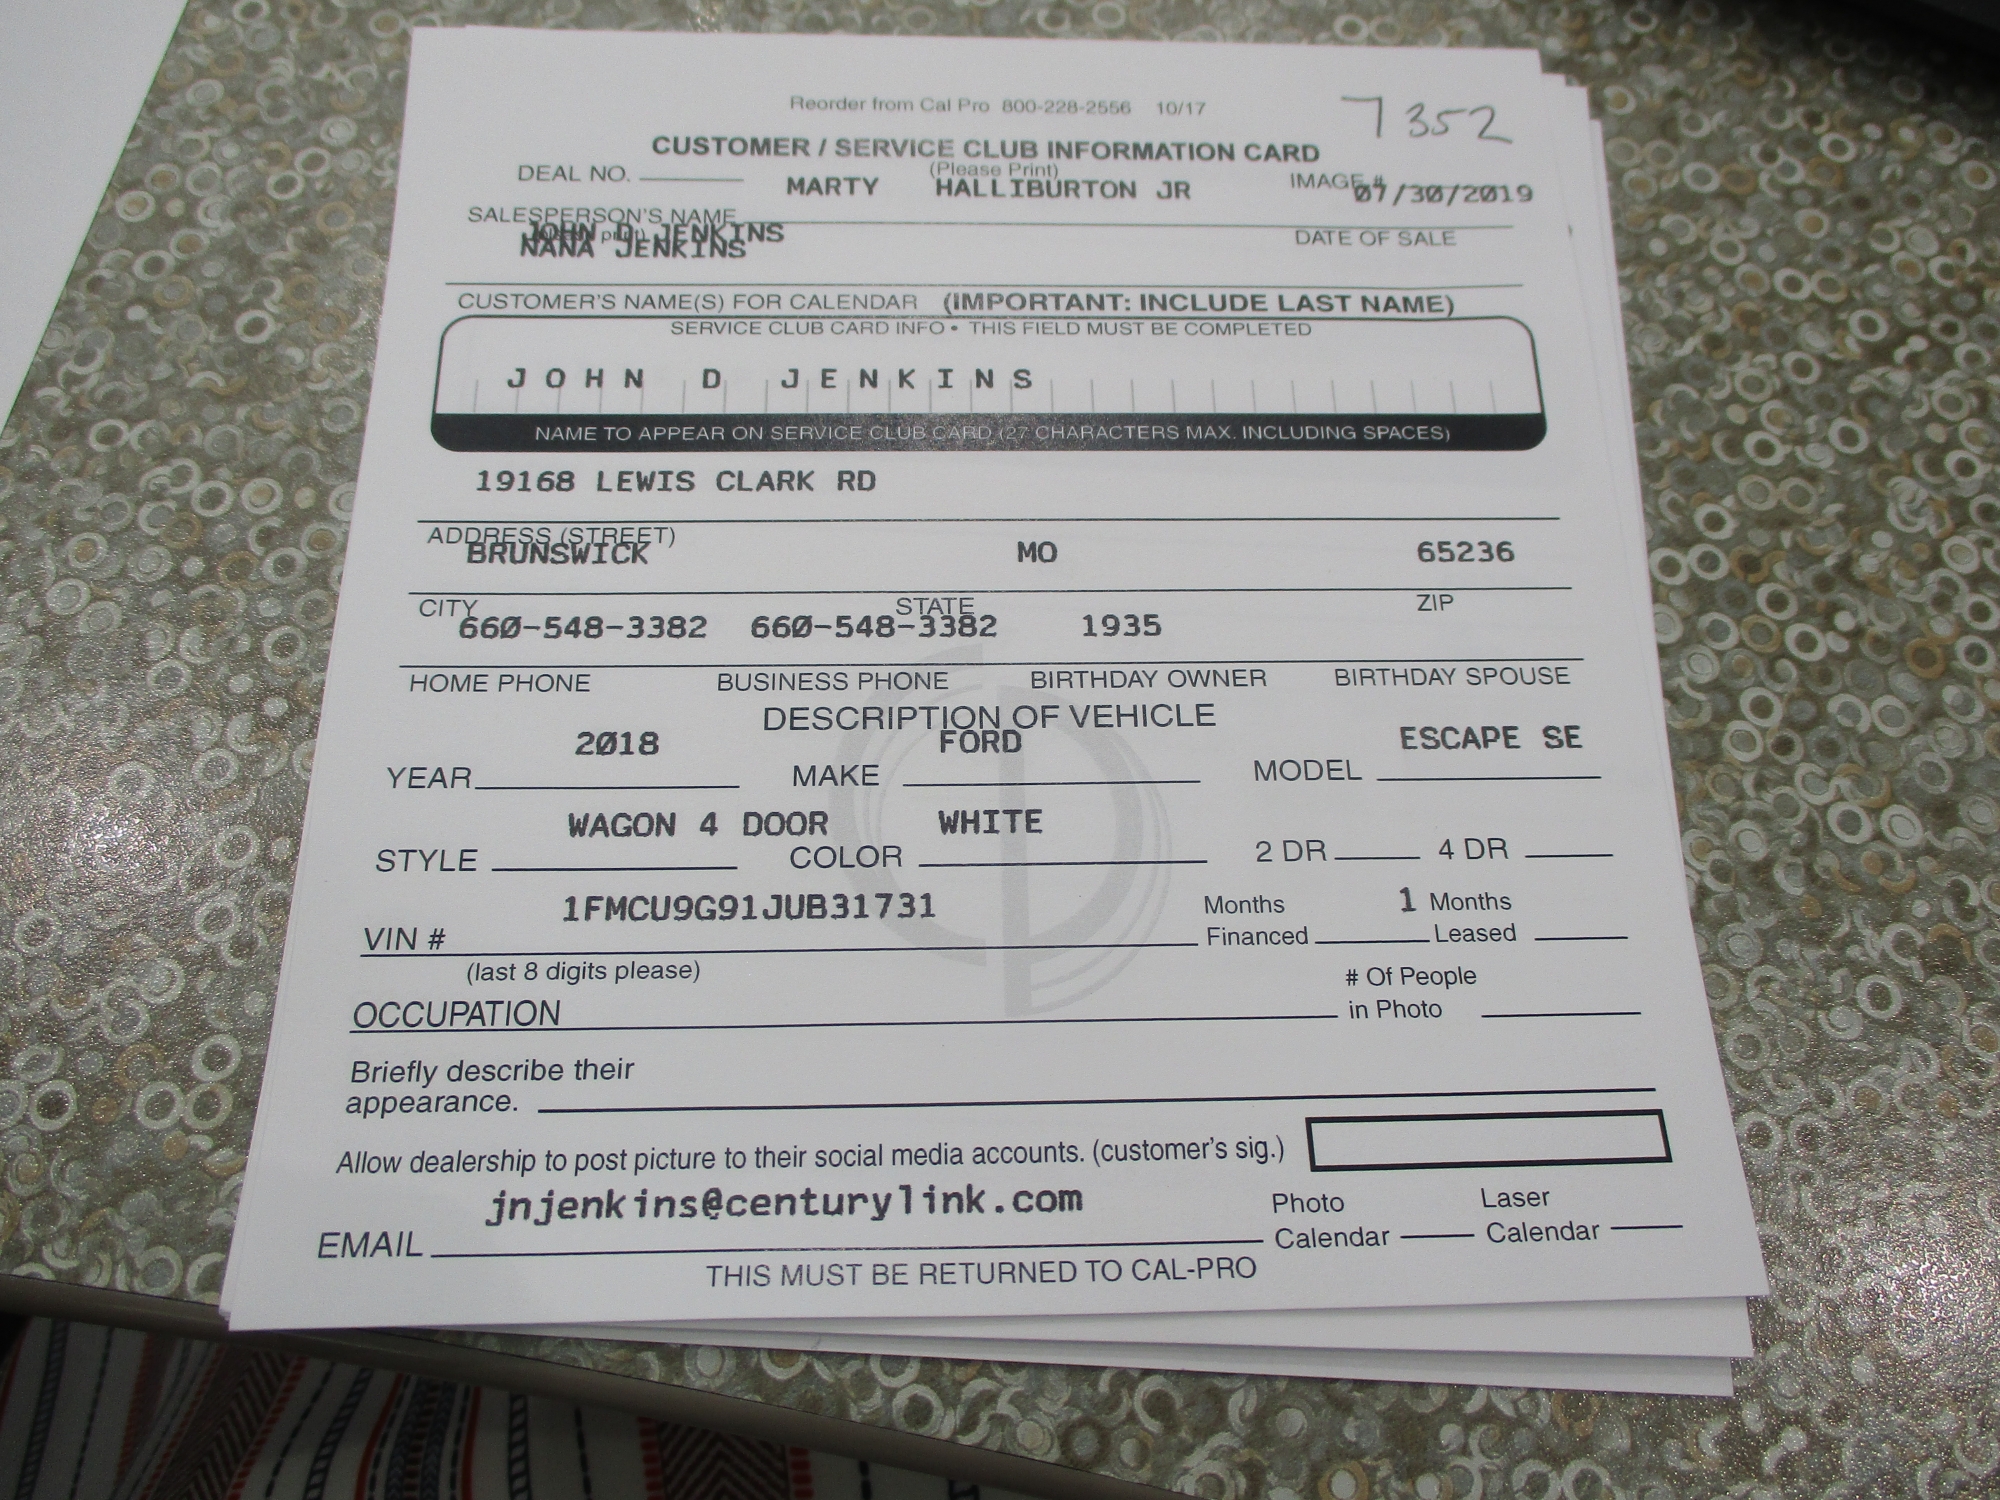 Reorder from Cal Pro 800-228-2556 10/17
7352
CUSTOMER / SERVICE CLUB INFORMATION CARD
(Please Print)
DEAL NO. MARTY HALLIBURTON JR IMAGE # 07/30/2019
SALESPERSON'S NAME
JOHN D. JENKINS
NANA JENKINS
DATE OF SALE
CUSTOMER'S NAME(S) FOR CALENDAR (IMPORTANT: INCLUDE LAST NAME)
SERVICE CLUB CARD INFO • THIS FIELD MUST BE COMPLETED
JOHN D JENKINS
NAME TO APPEAR ON SERVICE CLUB CARD (27 CHARACTERS MAX. INCLUDING SPACES)
19168 LEWIS CLARK RD
ADDRESS (STREET)
BRUNSWICK MO 65236
CITY STATE ZIP
660-548-3382 660-548-3382 1935
HOME PHONE BUSINESS PHONE BIRTHDAY OWNER BIRTHDAY SPOUSE
DESCRIPTION OF VEHICLE
2018 FORD ESCAPE SE
YEAR MAKE MODEL
WAGON 4 DOOR WHITE
STYLE COLOR 2 DR 4 DR
1FMCU9G91JUB31731
Months 1 Months
VIN # Financed Leased
(last 8 digits please)
# Of People
OCCUPATION in Photo
Briefly describe their
appearance.
Allow dealership to post picture to their social media accounts. (customer's sig.)
jnjenkins@centurylink.com
Photo Laser
EMAIL Calendar Calendar
THIS MUST BE RETURNED TO CAL-PRO